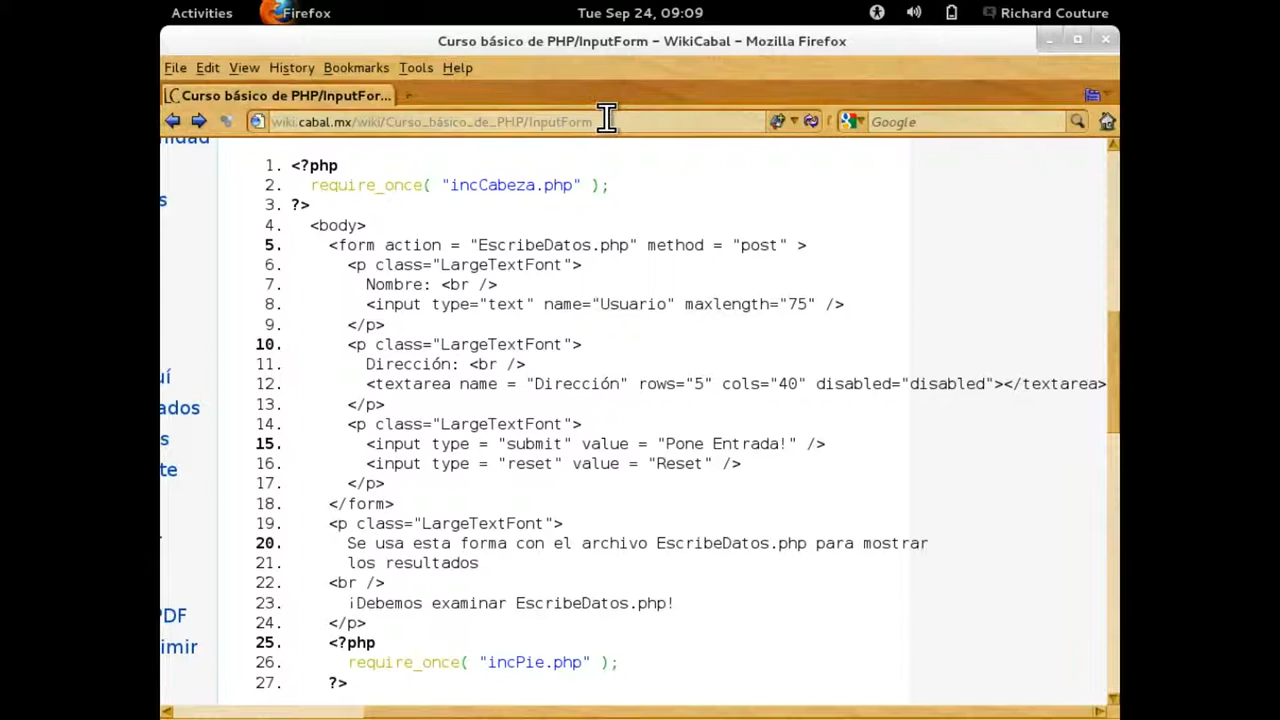 Activities Firefox Tue Sep 24, 09:09 Richard Couture
Curso básico de PHP/InputForm - WikiCabal - Mozilla Firefox
File Edit View History Bookmarks Tools Help
Curso básico de PHP/InputFor...
wiki.cabal.mx/wiki/Curso_básico_de_PHP/InputForm Google
1. <?php
2. require_once( "incCabeza.php" );
3. ?>
4. <body>
5. <form action = "EscribeDatos.php" method = "post" >
6. <p class="LargeTextFont">
7. Nombre: <br />
8. <input type="text" name="Usuario" maxlength="75" />
9. </p>
10. <p class="LargeTextFont">
11. Dirección: <br />
12. <textarea name = "Dirección" rows="5" cols="40" disabled="disabled"></textarea>
13. </p>
14. <p class="LargeTextFont">
15. <input type = "submit" value = "Pone Entrada!" />
16. <input type = "reset" value = "Reset" />
17. </p>
18. </form>
19. <p class="LargeTextFont">
20. Se usa esta forma con el archivo EscribeDatos.php para mostrar
21. los resultados
22. <br />
23. ¡Debemos examinar EscribeDatos.php!
24. </p>
25. <?php
26. require_once( "incPie.php" );
27. ?>